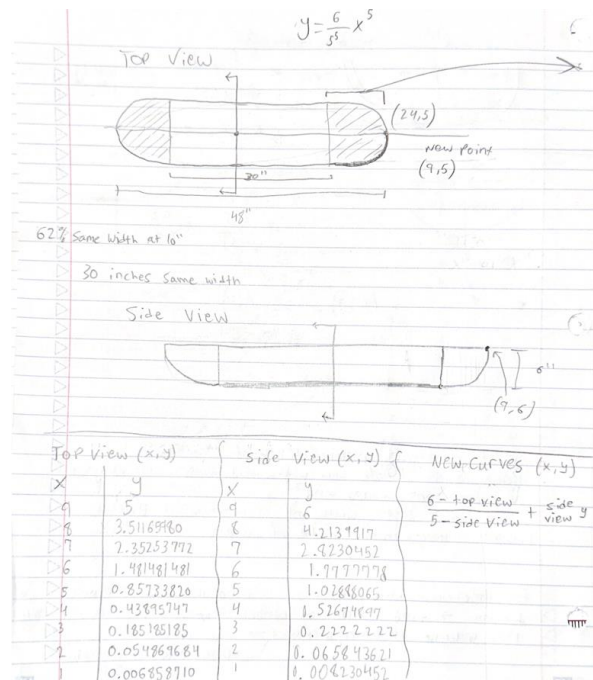 y = 6/5⁵ x⁵
Top View
(24,5)
New point
(9,5)
30"
48"
62% Same width at 10"
30 inches same width
Side View
6"
(9,6)
Top View (x,y)
x y
9 5
8 3.51169980
7 2.35253772
6 1.481481481
5 0.85733820
4 0.43895747
3 0.185185185
2 0.054869684
1 0.006858710
Side View (x,y)
x y
9 6
8 4.2139917
7 2.8230452
6 1.7777778
5 1.0288065
4 0.52674897
3 0.2222222
2 0.065843621
1 0.008230452
New Curves (x,y)
6 - top view
5 - side view
+ side view y